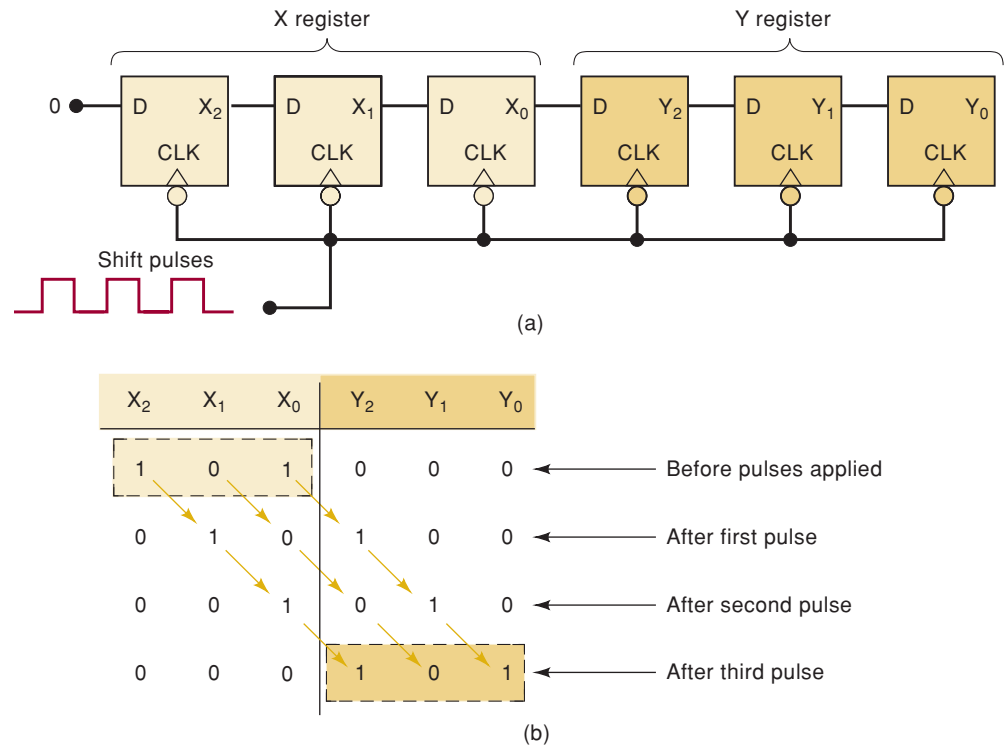 X register Y register
0 D X₂ D X₁ D X₀ D Y₂ D Y₁ D Y₀
CLK CLK CLK CLK CLK CLK
Shift pulses
(a)
X₂ X₁ X₀ Y₂ Y₁ Y₀
1 0 1 0 0 0 Before pulses applied
0 1 0 1 0 0 After first pulse
0 0 1 0 1 0 After second pulse
0 0 0 1 0 1 After third pulse
(b)